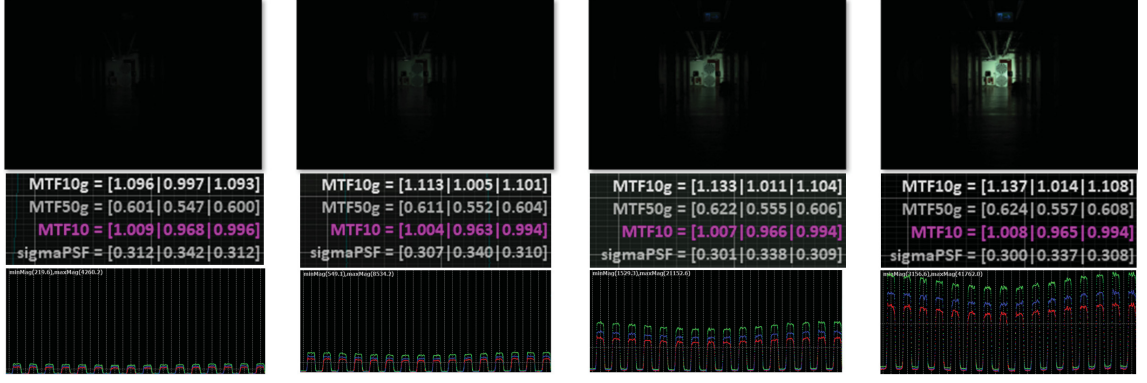 MTF10g = [1.096|0.997|1.093]
MTF50g = [0.601|0.547|0.600]
MTF10 = [1.009|0.968|0.996]
sigmaPSF = [0.312|0.342|0.312]
minMag(219.6),maxMag(4260.2)
MTF10g = [1.113|1.005|1.101]
MTF50g = [0.611|0.552|0.604]
MTF10 = [1.004|0.963|0.994]
sigmaPSF = [0.307|0.340|0.310]
minMag(549.1),maxMag(8534.2)
MTF10g = [1.133|1.011|1.104]
MTF50g = [0.622|0.555|0.606]
MTF10 = [1.007|0.966|0.994]
sigmaPSF = [0.301|0.338|0.309]
minMag(1529.3),maxMag(21152.6)
MTF10g = [1.137|1.014|1.108]
MTF50g = [0.624|0.557|0.608]
MTF10 = [1.008|0.965|0.994]
sigmaPSF = [0.300|0.337|0.308]
minMag(3156.6),maxMag(41762.0)